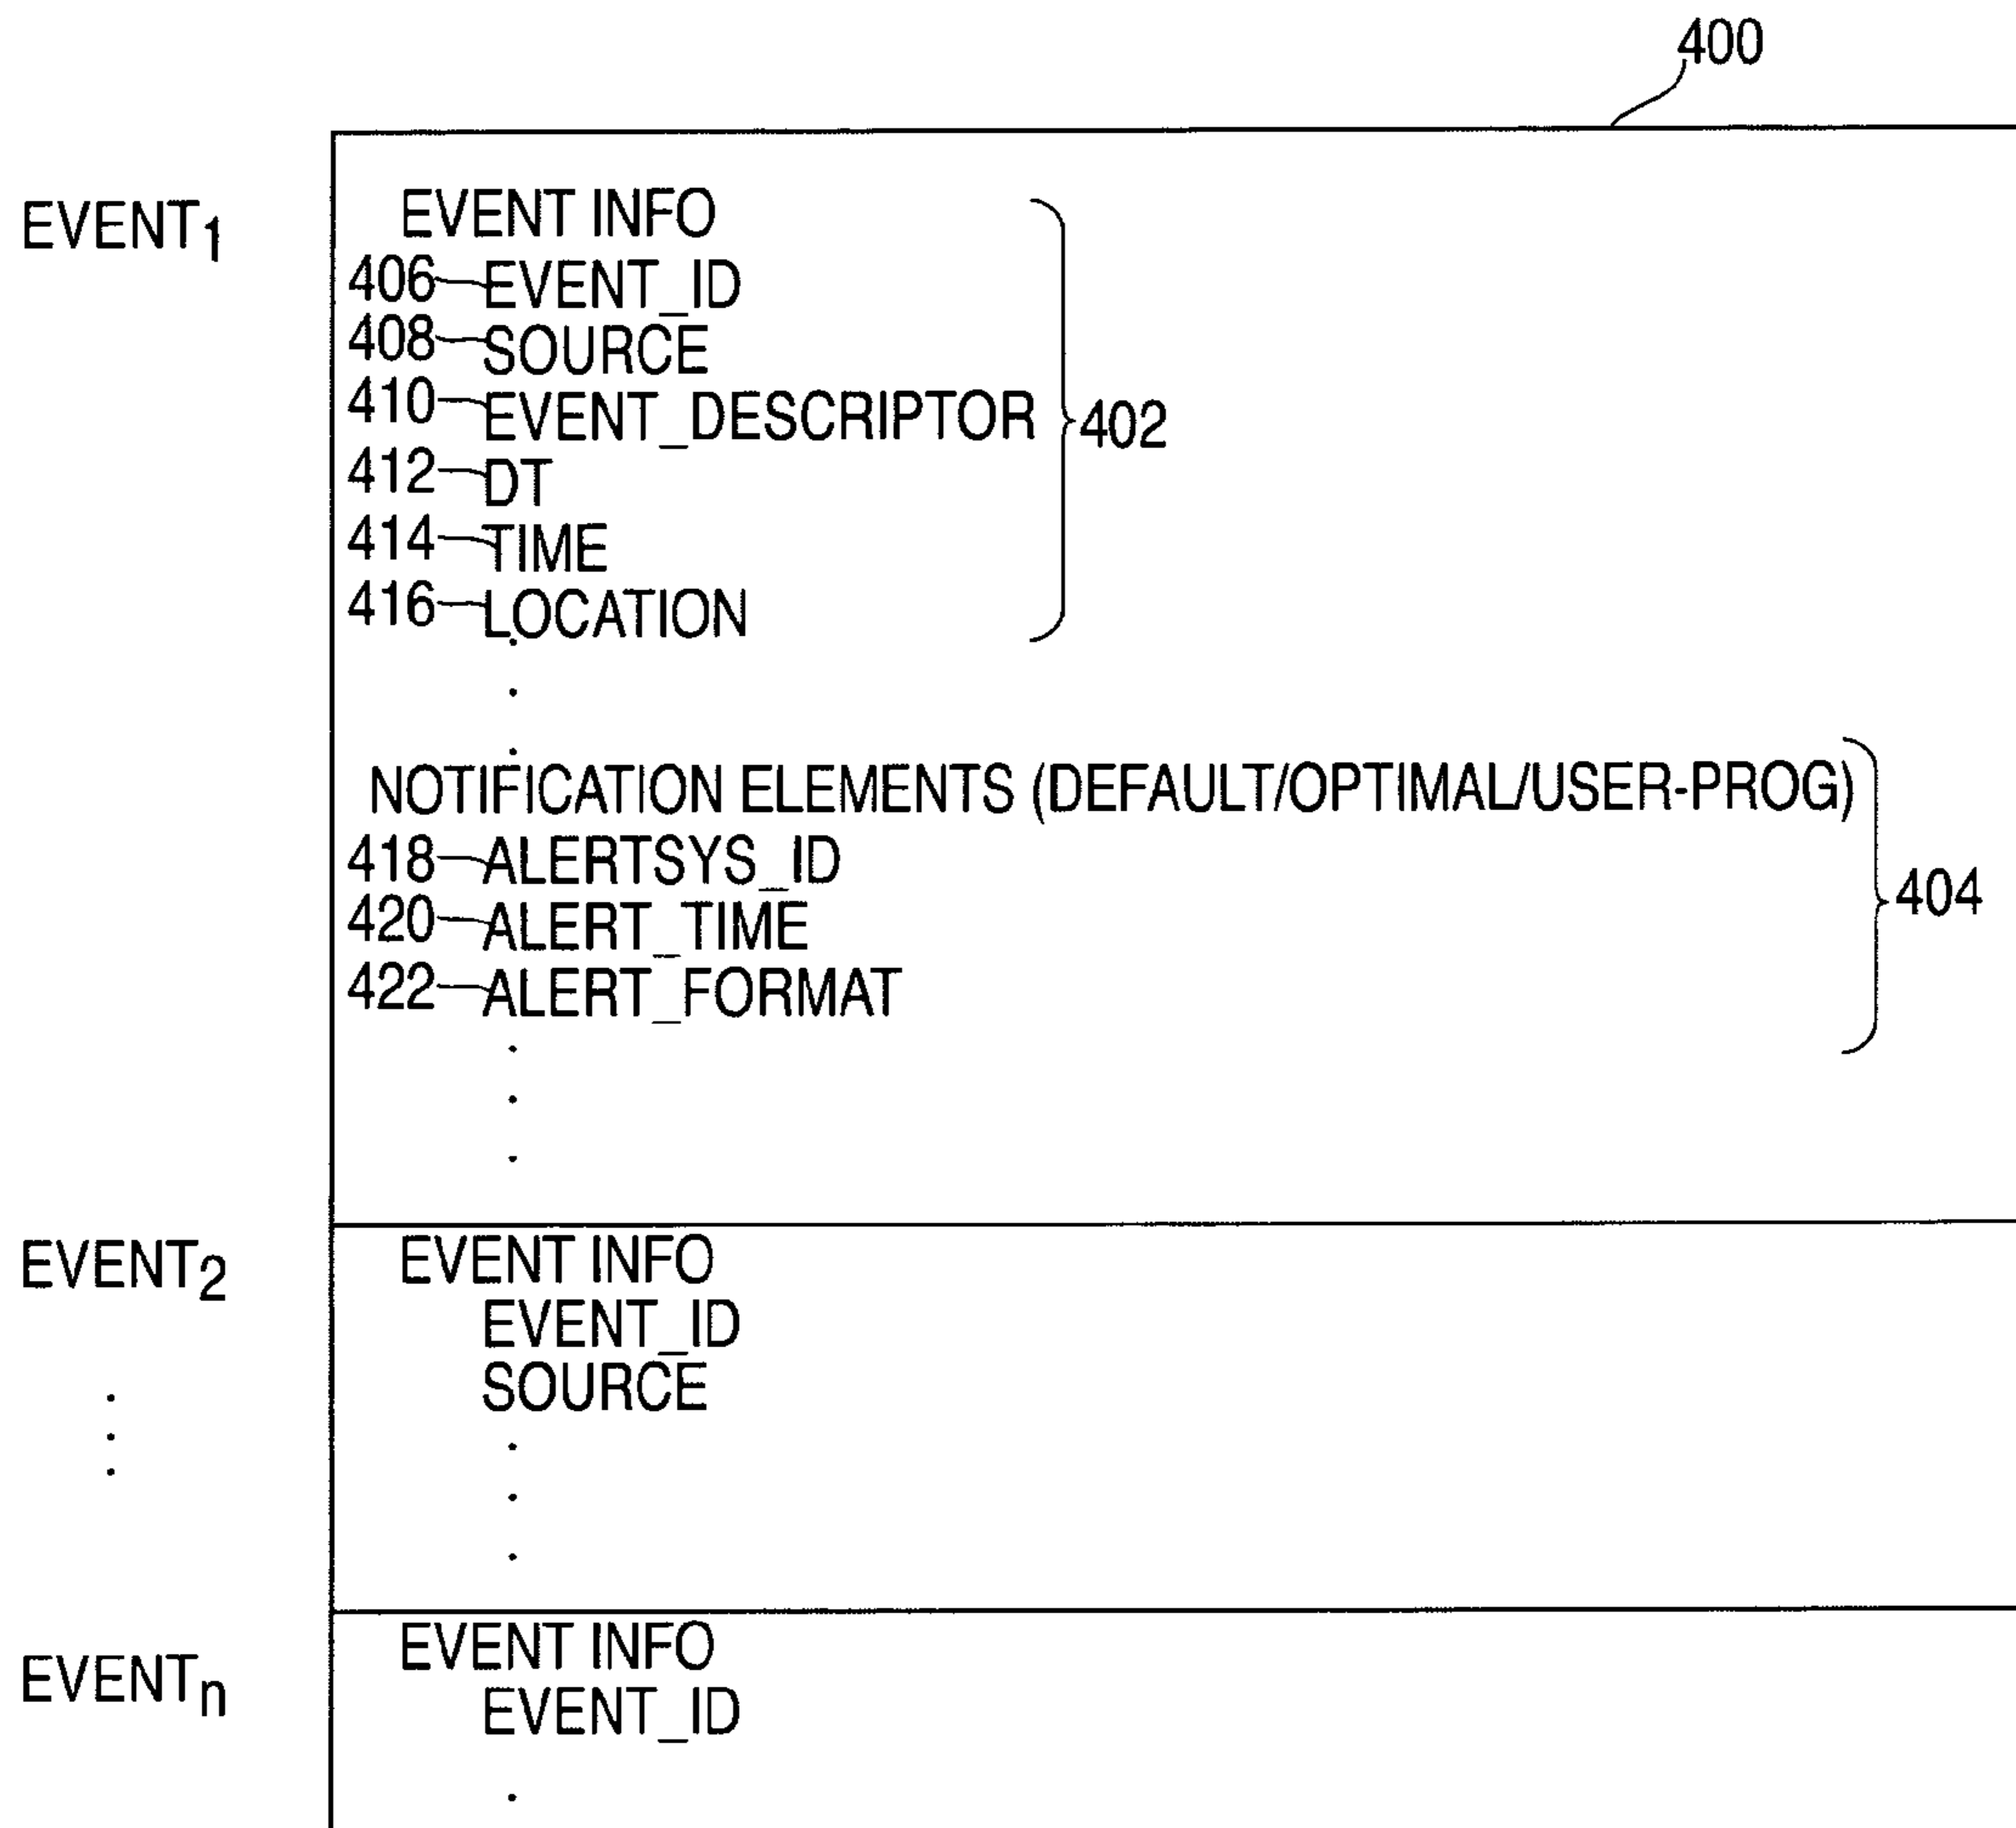 400
EVENT1 EVENT INFO
406 EVENT_ID
408 SOURCE
410 EVENT_DESCRIPTOR 402
412 DT
414 TIME
416 LOCATION
NOTIFICATION ELEMENTS (DEFAULT/OPTIMAL/USER-PROG)
418 ALERTSYS_ID 404
420 ALERT_TIME
422 ALERT_FORMAT
EVENT2 EVENT INFO
EVENT_ID
SOURCE
EVENTn EVENT INFO
EVENT_ID